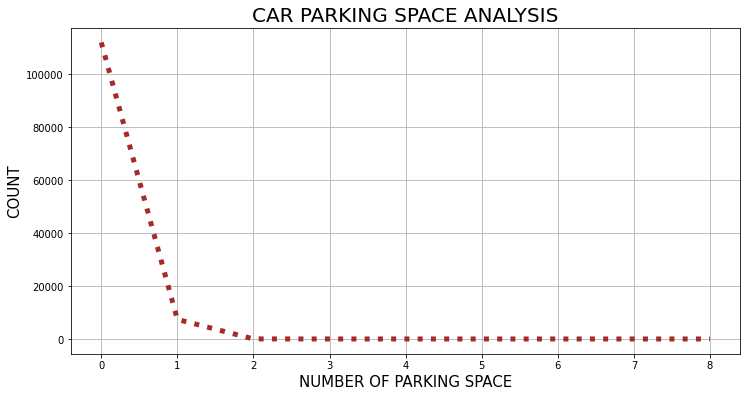 CAR PARKING SPACE ANALYSIS
100000
80000
60000
40000
20000
0
COUNT
0 1 2 3 4 5 6 7 8
NUMBER OF PARKING SPACE